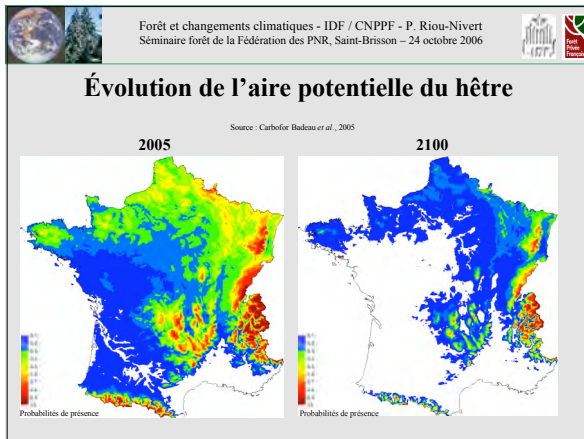 Forêt et changements climatiques - IDF / CNPPF - P. Riou-Nivert
Séminaire forêt de la Fédération des PNR, Saint-Brisson – 24 octobre 2006
Forêt
Privée
Française
Évolution de l'aire potentielle du hêtre
Source : Carbofor Badeau et al., 2005
2005
2100
Probabilités de présence
Probabilités de présence